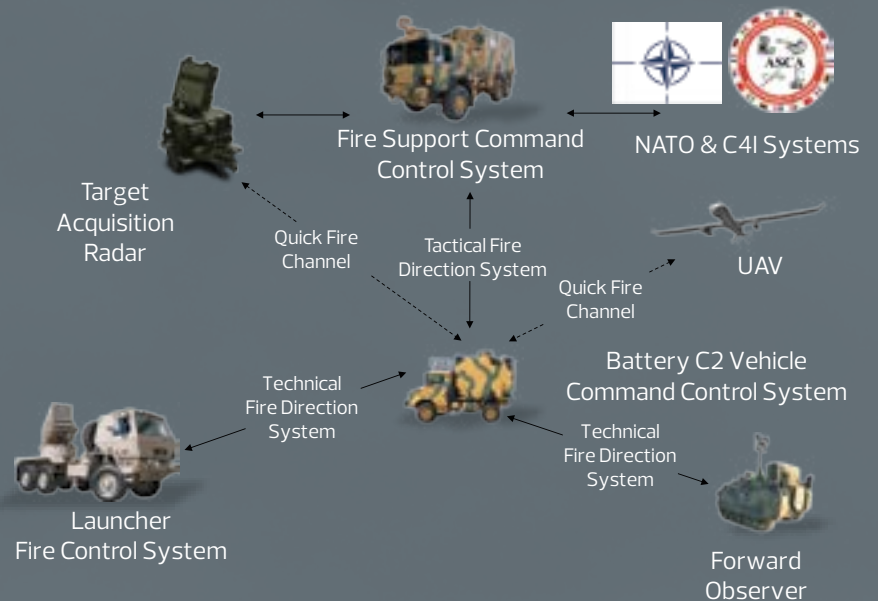 ASCA
Fire Support Command
Control System
NATO & C4I Systems
Target
Acquisition
Radar
Quick Fire
Channel
Tactical Fire
Direction System
UAV
Quick Fire
Channel
Battery C2 Vehicle
Command Control System
Technical
Fire Direction
System
Technical
Fire Direction
System
Launcher
Fire Control System
Forward
Observer